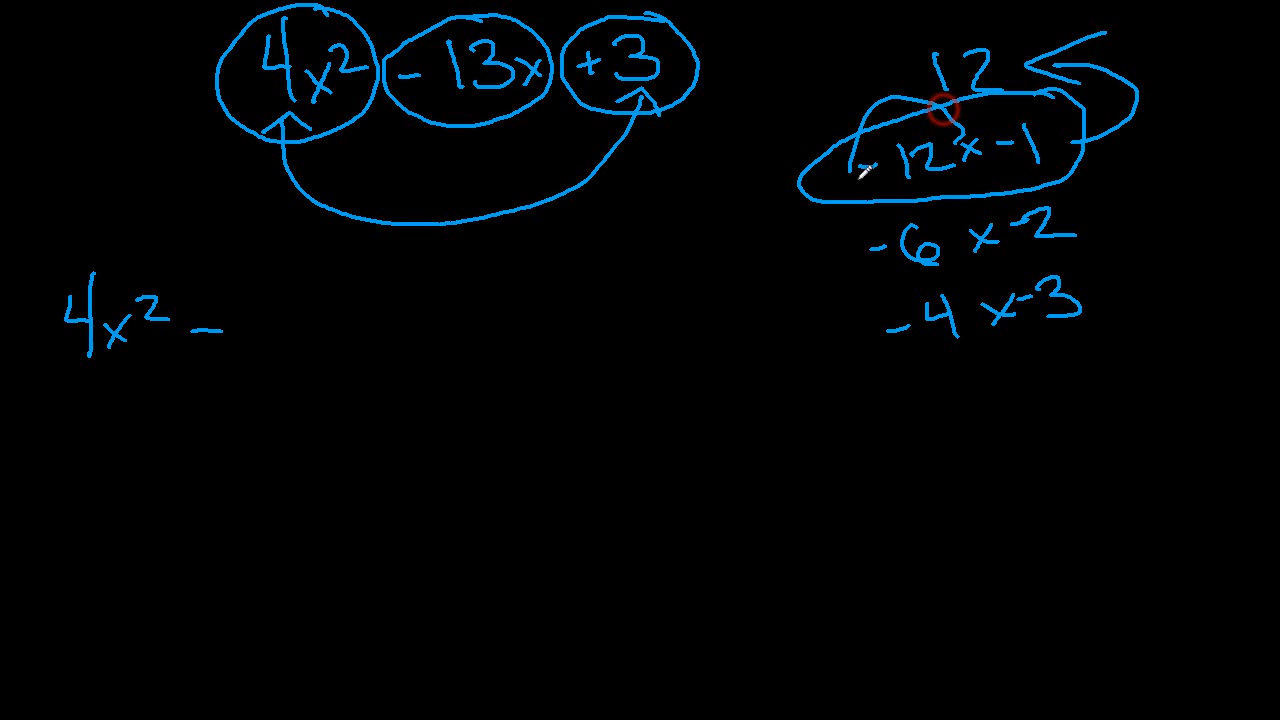 4x² - 13x + 3
12
-12 x -1
-6 x -2
-4 x -3
4x² -